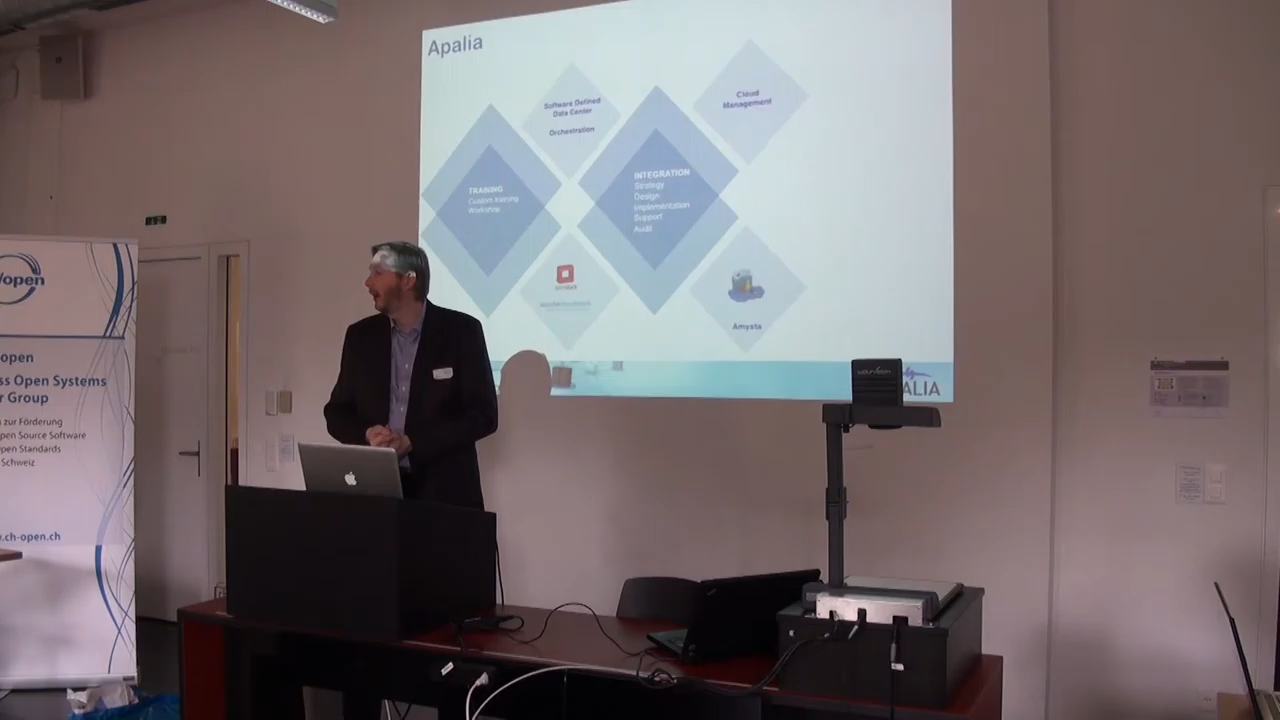 Apalia
Software Defined
Data Center
Orchestration
Cloud
Management
TRAINING
Custom training
Workshop
INTEGRATION
Strategy
Design
Implementation
Support
Audit
Amysta
ALIA
/open
open
ss Open Systems
r Group
zur Förderung
pen Source Software
pen Standards
Schweiz
.ch-open.ch